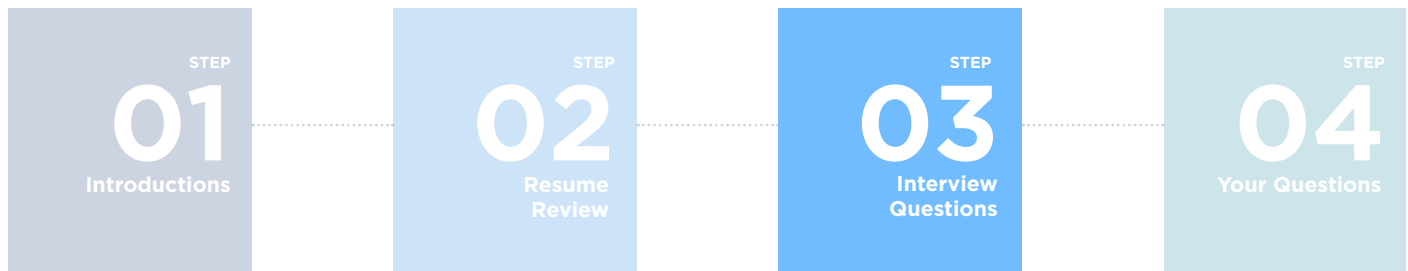 STEP
01
Introductions
STEP
02
Resume
Review
STEP
03
Interview
Questions
STEP
04
Your Questions